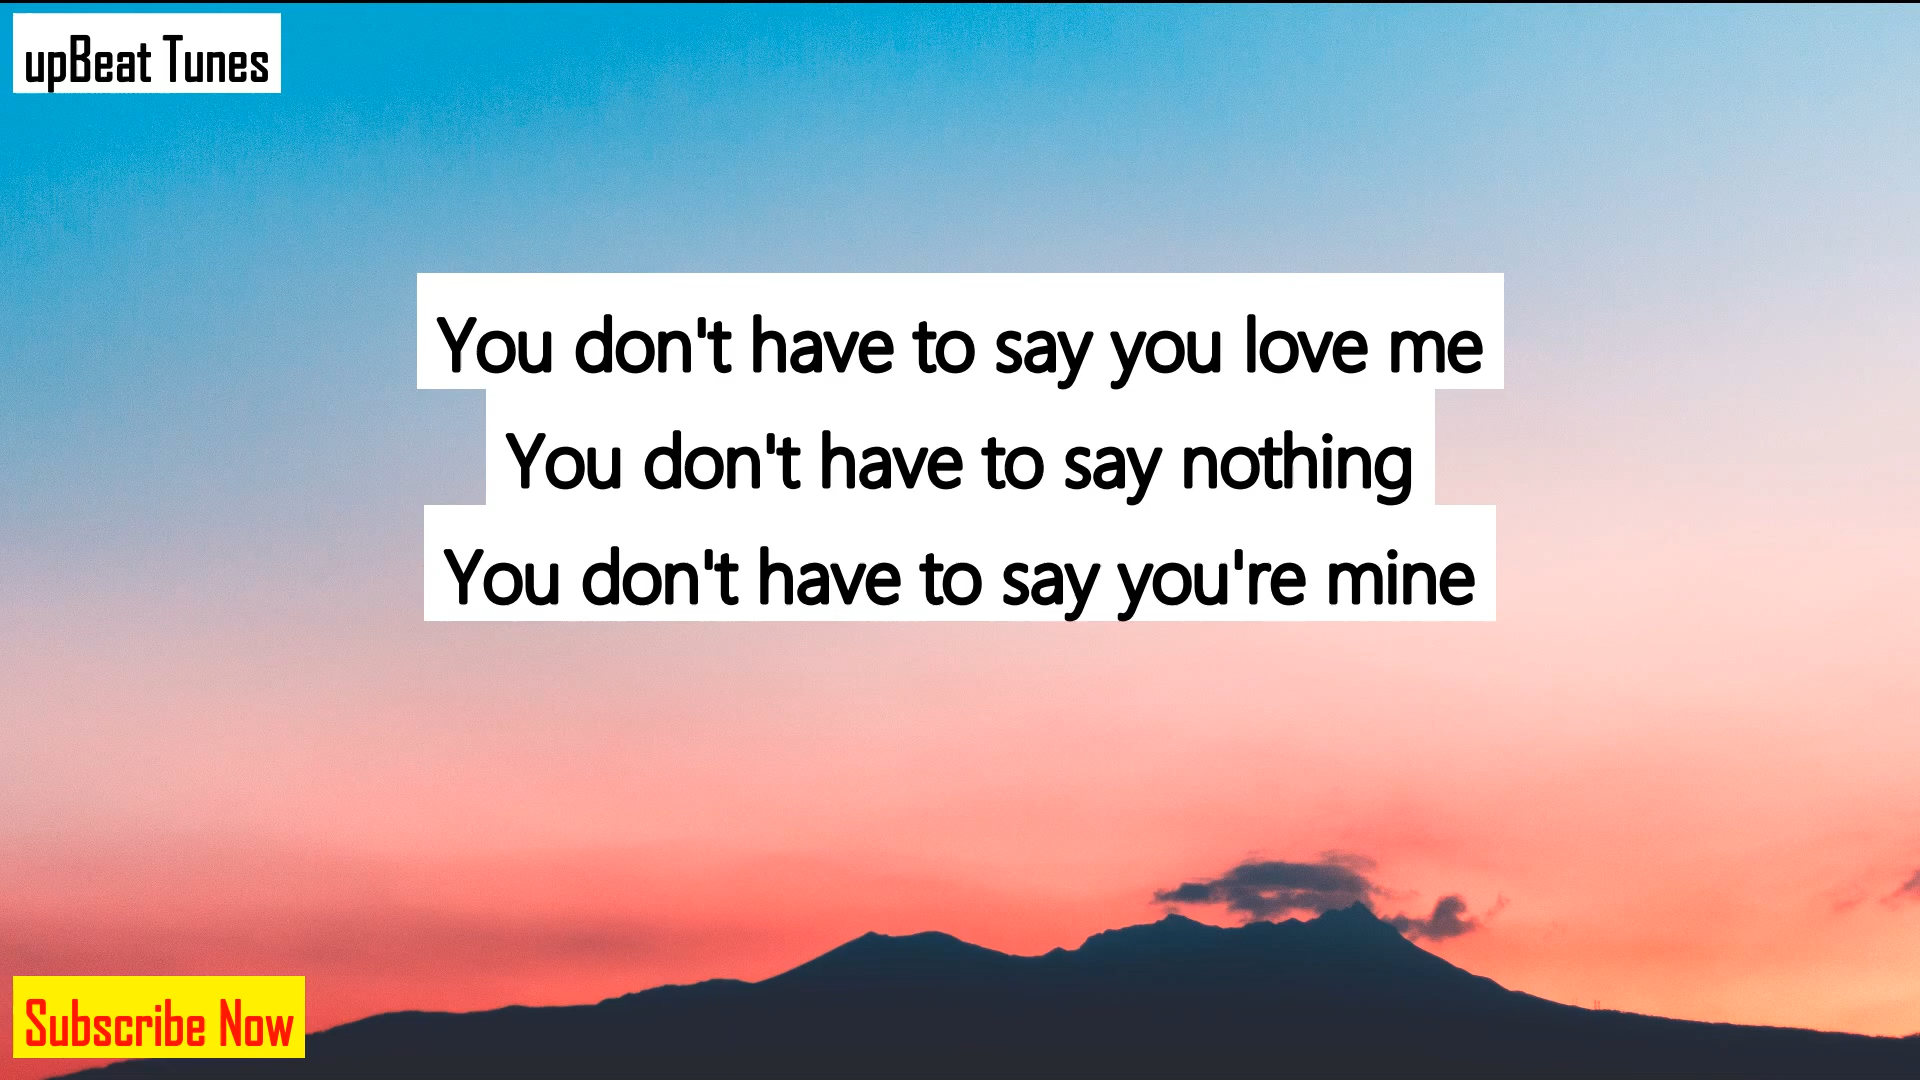 upBeat Tunes
You don't have to say you love me
You don't have to say nothing
You don't have to say you're mine
Subscribe Now